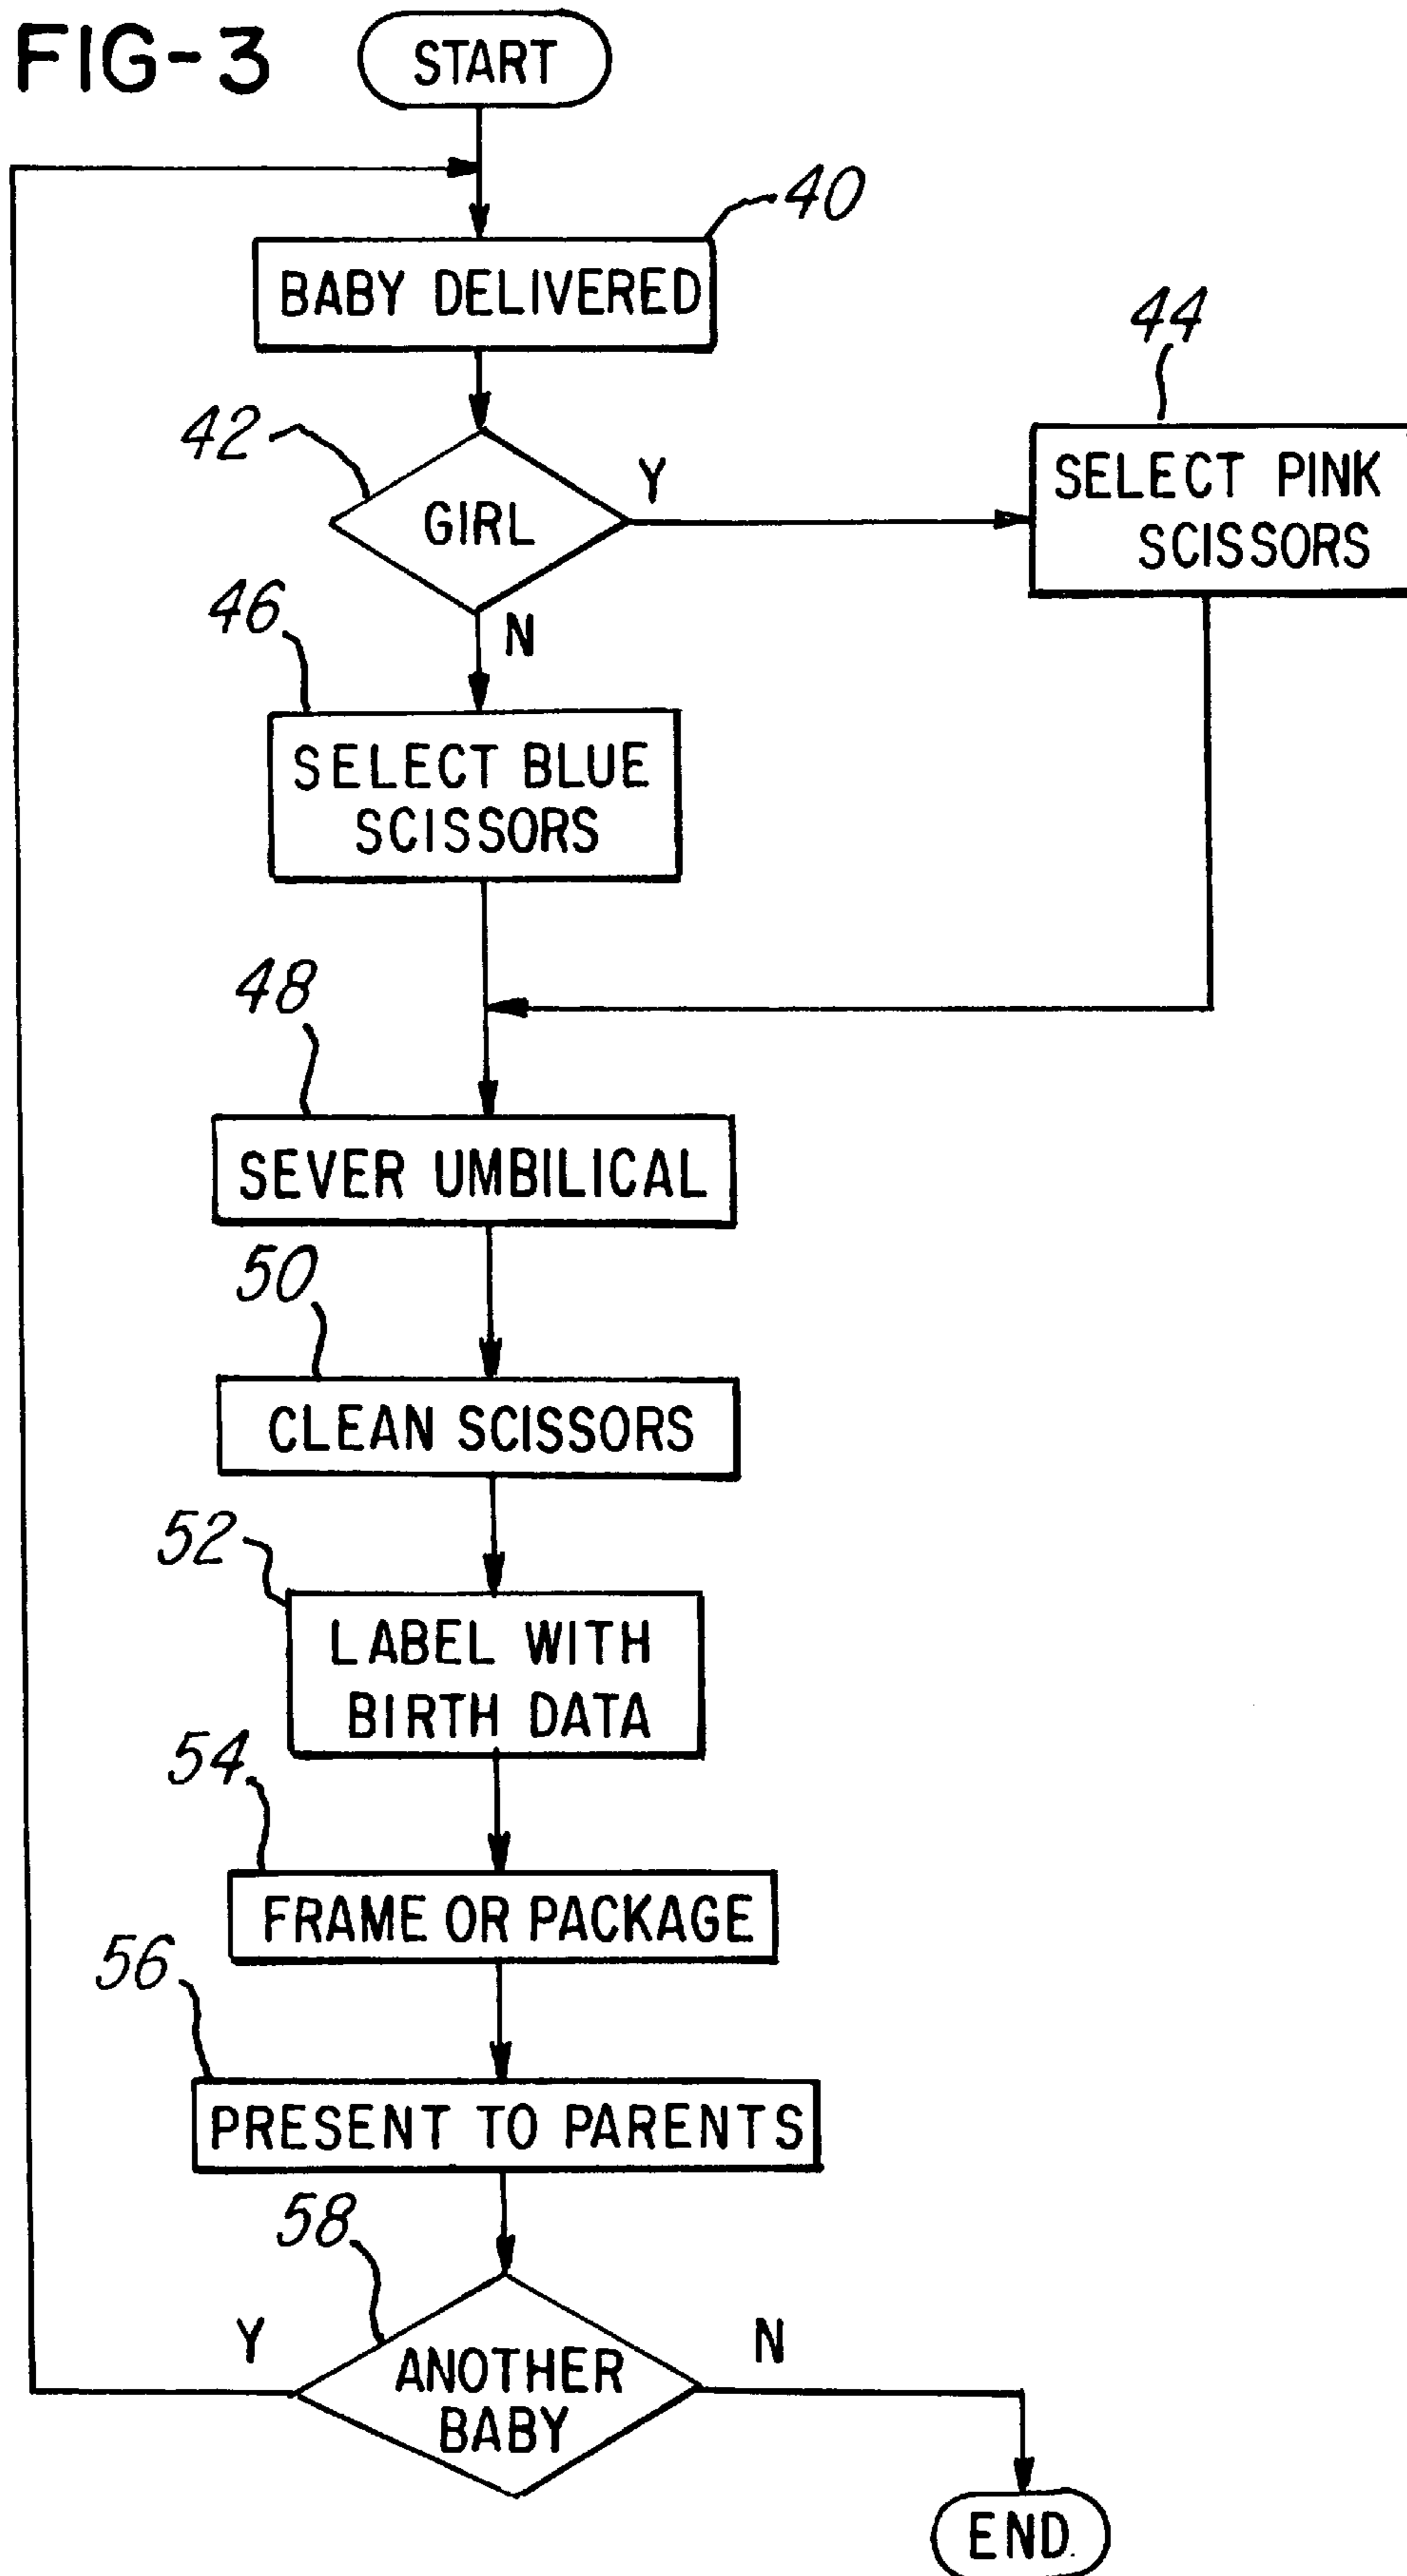 FIG-3
START
40
BABY DELIVERED
44
42
GIRL
Y
SELECT PINK
SCISSORS
46
N
SELECT BLUE
SCISSORS
48
SEVER UMBILICAL
50
CLEAN SCISSORS
52
LABEL WITH
BIRTH DATA
54
FRAME OR PACKAGE
56
PRESENT TO PARENTS
58
Y
N
ANOTHER
BABY
END